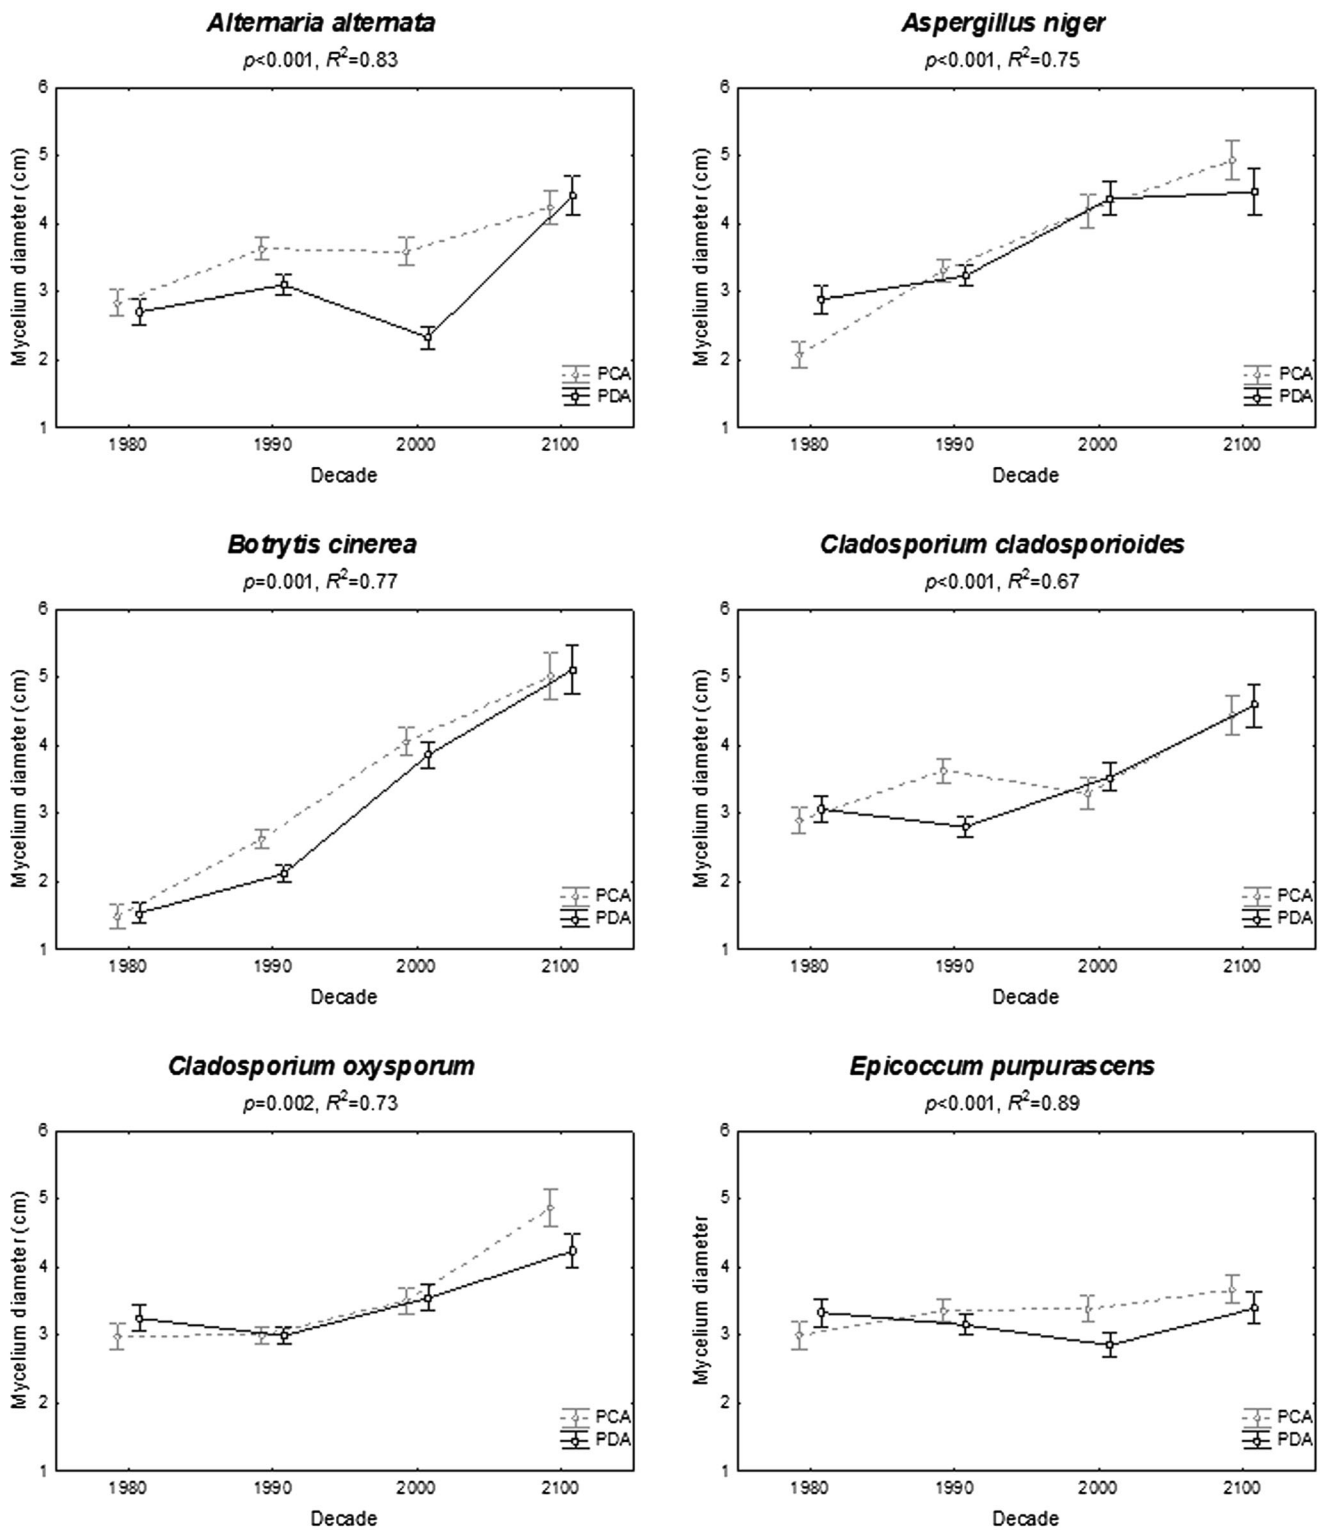 Alternaria alternata
p<0.001, R²=0.83
Mycelium diameter (cm)
6
5
4
3
2
1
PCA
PDA
1980 1990 2000 2100
Decade
Aspergillus niger
p<0.001, R²=0.75
Mycelium diameter (cm)
6
5
4
3
2
1
PCA
PDA
1980 1990 2000 2100
Decade
Botrytis cinerea
p=0.001, R²=0.77
Mycelium diameter (cm)
6
5
4
3
2
1
PCA
PDA
1980 1990 2000 2100
Decade
Cladosporium cladosporioides
p<0.001, R²=0.67
Mycelium diameter (cm)
6
5
4
3
2
1
PCA
PDA
1980 1990 2000 2100
Decade
Cladosporium oxysporum
p=0.002, R²=0.73
Mycelium diameter (cm)
6
5
4
3
2
1
PCA
PDA
1980 1990 2000 2100
Decade
Epicoccum purpurascens
p<0.001, R²=0.89
Mycelium diameter
6
5
4
3
2
1
PCA
PDA
1980 1990 2000 2100
Decade